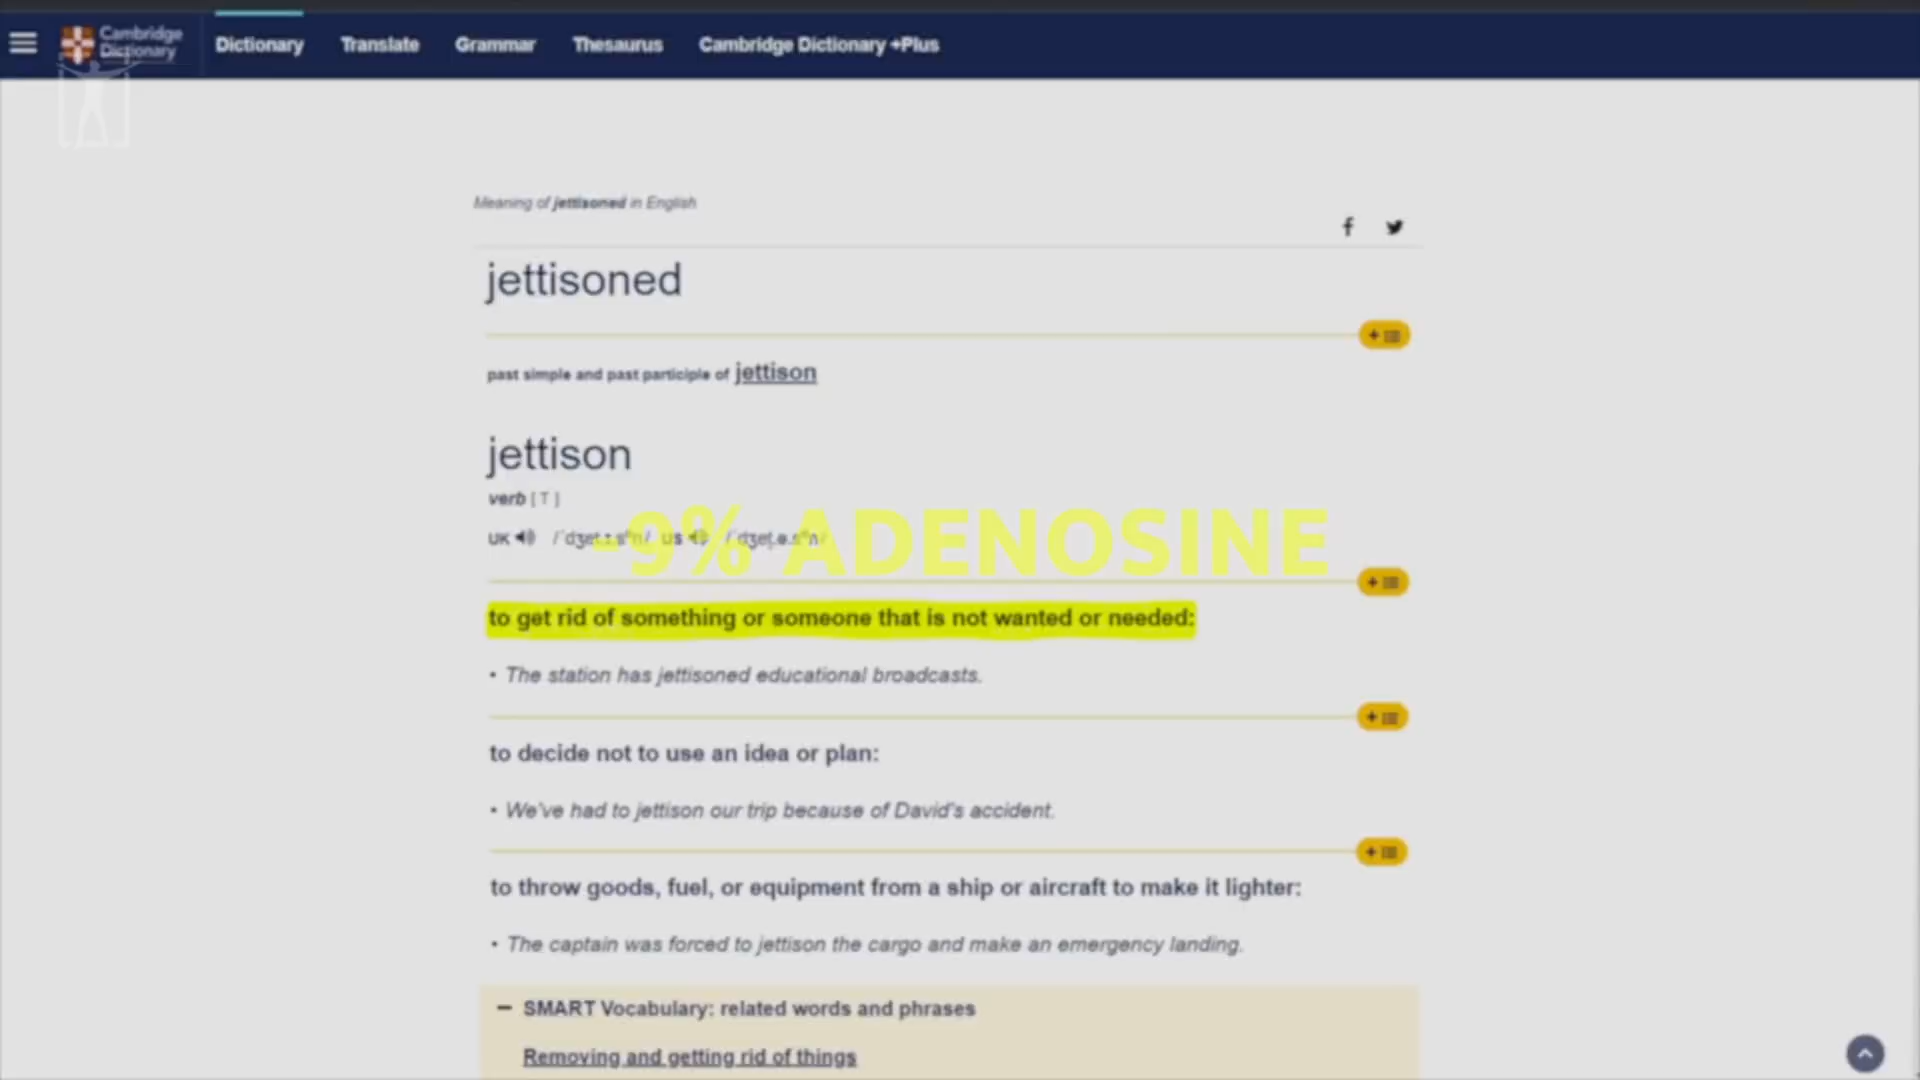 Cambridge
Dictionary
Dictionary
Translate
Grammar
Thesaurus
Cambridge Dictionary +Plus
Meaning of jettisoned in English
jettisoned
past simple and past participle of jettison
jettison
verb [ T ]
UK
US
-9% ADENOSINE
to get rid of something or someone that is not wanted or needed:
• The station has jettisoned educational broadcasts.
to decide not to use an idea or plan:
• We've had to jettison our trip because of David's accident.
to throw goods, fuel, or equipment from a ship or aircraft to make it lighter:
• The captain was forced to jettison the cargo and make an emergency landing.
– SMART Vocabulary: related words and phrases
Removing and getting rid of things